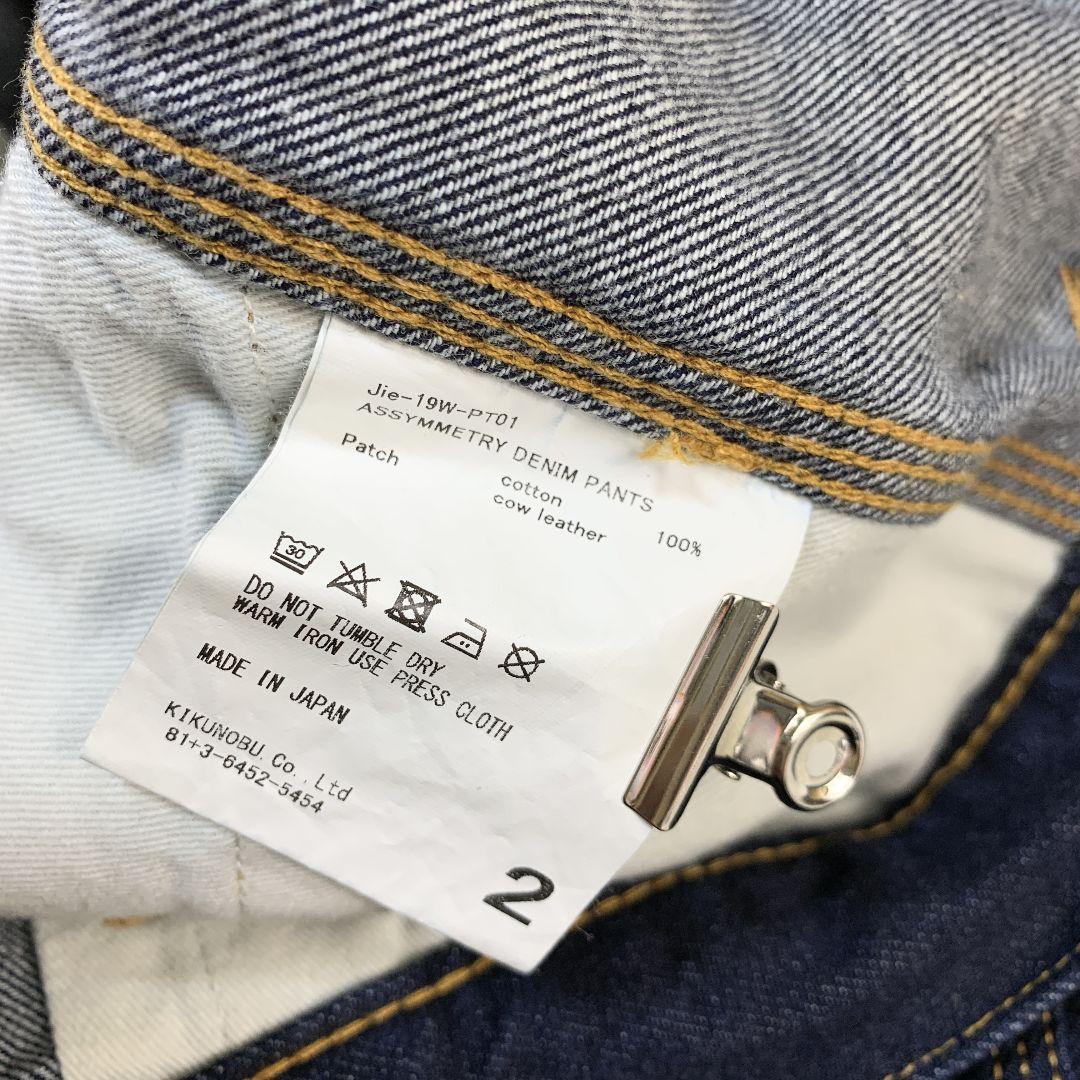 Jie-19W-PT01
ASSYMMETRY DENIM PANTS
cotton 100%
Patch cow leather
30
DO NOT TUMBLE DRY
WARM IRON USE PRESS CLOTH
MADE IN JAPAN
KIKUNOBU.Co.,Ltd
81+3-6452-5454
2